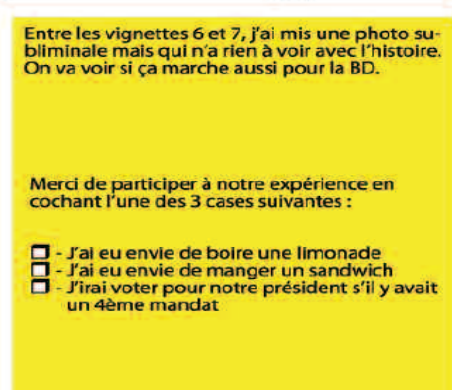 Entre les vignettes 6 et 7, j'ai mis une photo su-
bliminale mais qui n'a rien à voir avec l'histoire.
On va voir si ça marche aussi pour la BD.
Merci de participer à notre expérience en
cochant l'une des 3 cases suivantes :
- J'ai eu envie de boire une limonade
- J'ai eu envie de manger un sandwich
- J'irai voter pour notre président s'il y avait
un 4ème mandat